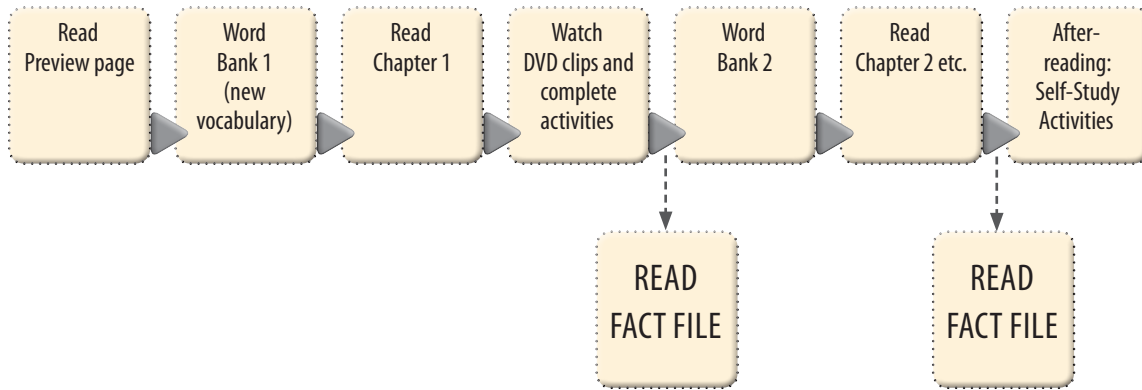 Read
Preview page
Word
Bank 1
(new
vocabulary)
Read
Chapter 1
Watch
DVD clips and
complete
activities
Word
Bank 2
Read
Chapter 2 etc.
After-
reading:
Self-Study
Activities
READ
FACT FILE
READ
FACT FILE